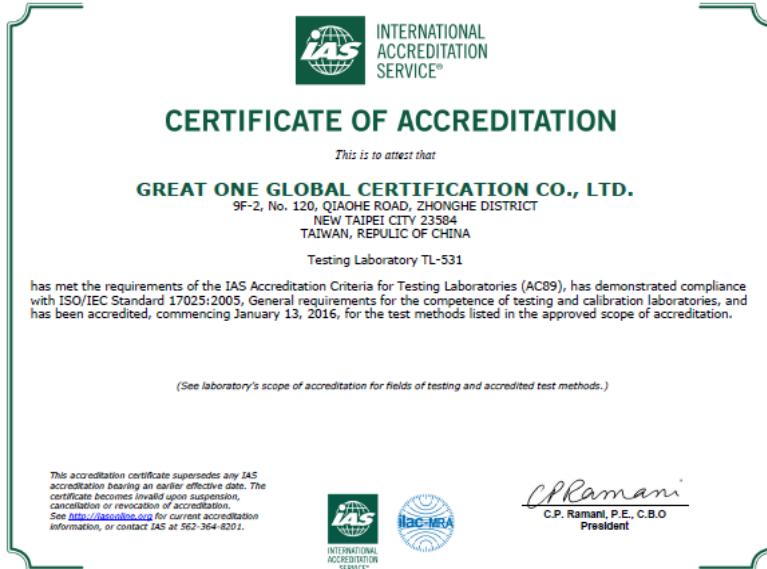 IAS
INTERNATIONAL
ACCREDITATION
SERVICE®
CERTIFICATE OF ACCREDITATION
This is to attest that
GREAT ONE GLOBAL CERTIFICATION CO., LTD.
9F-2, No. 120, QIAOHE ROAD, ZHONGHE DISTRICT
NEW TAIPEI CITY 23584
TAIWAN, REPULIC OF CHINA
Testing Laboratory TL-531
has met the requirements of the IAS Accreditation Criteria for Testing Laboratories (AC89), has demonstrated compliance
with ISO/IEC Standard 17025:2005, General requirements for the competence of testing and calibration laboratories, and
has been accredited, commencing January 13, 2016, for the test methods listed in the approved scope of accreditation.
(See laboratory's scope of accreditation for fields of testing and accredited test methods.)
This accreditation certificate supersedes any IAS
accreditation bearing an earlier effective date. The
certificate becomes invalid upon suspension,
cancellation or revocation of accreditation.
See http://iasonline.org for current accreditation
information, or contact IAS at 562-364-8201.
IAS
INTERNATIONAL
ACCREDITATION
SERVICE®
ilac-MRA
CPRamani
C.P. Ramani, P.E., C.B.O
President